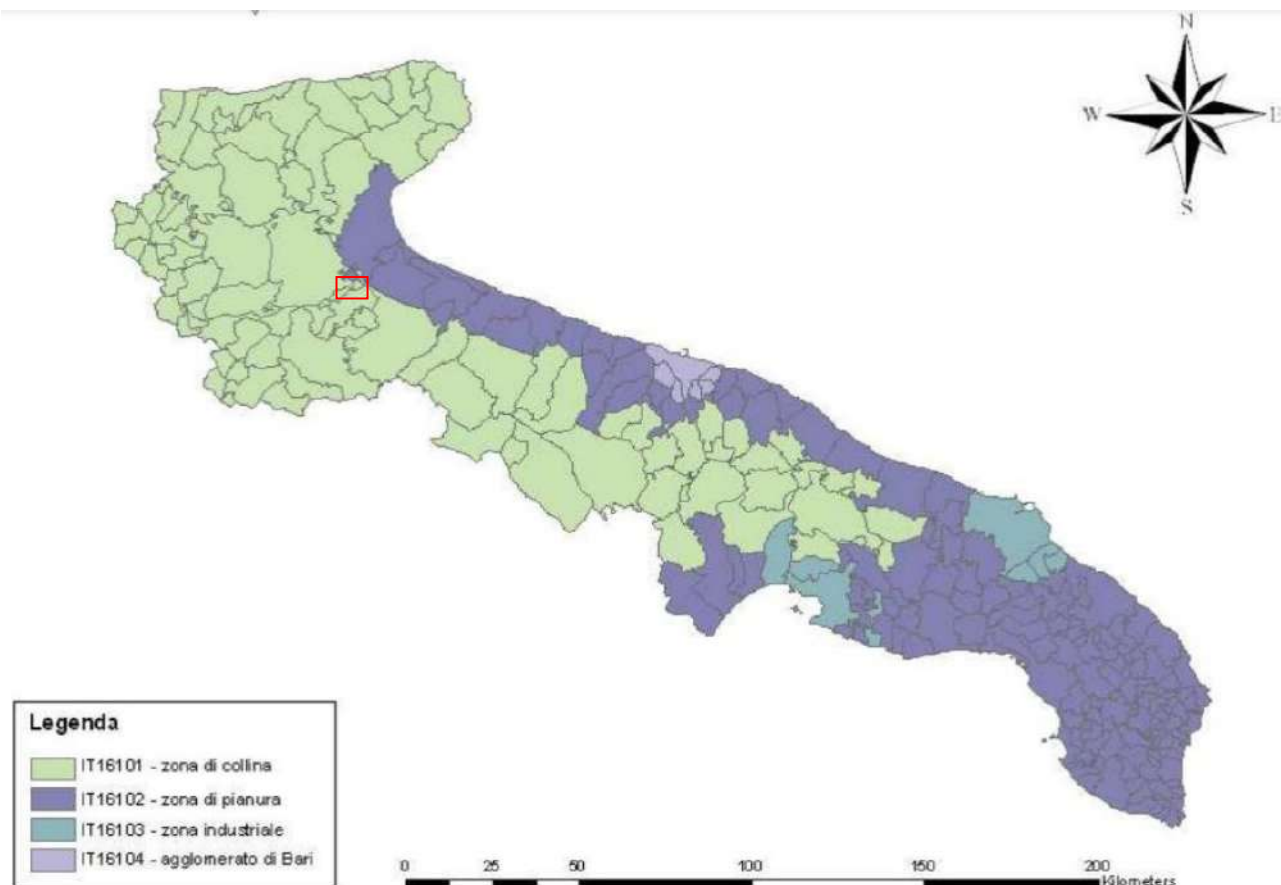 N
W
E
S
Legenda
IT16101 - zona di collina
IT16102 - zona di pianura
IT16103 - zona industriale
IT16104 - agglomerato di Bari
0 25 50 100 150 200
Kilometers